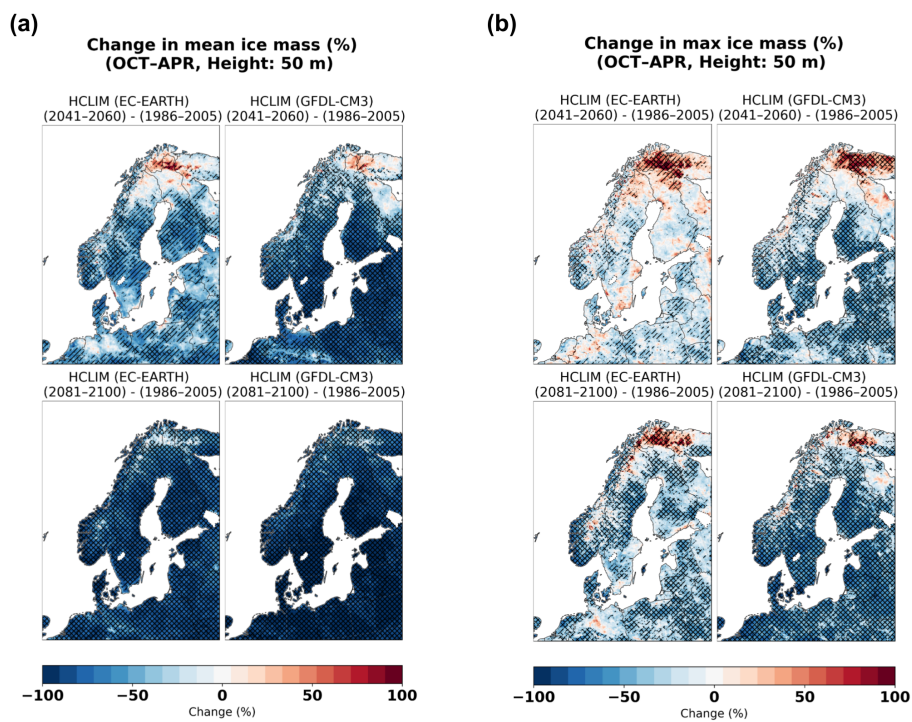 (a)
Change in mean ice mass (%)
(OCT–APR, Height: 50 m)
HCLIM (EC-EARTH)
(2041–2060) - (1986–2005)
HCLIM (GFDL-CM3)
(2041–2060) - (1986–2005)
HCLIM (EC-EARTH)
(2081-2100) - (1986–2005)
HCLIM (GFDL-CM3)
(2081-2100) - (1986–2005)
−100
−50
0
50
100
Change (%)
(b)
Change in max ice mass (%)
(OCT–APR, Height: 50 m)
HCLIM (EC-EARTH)
(2041–2060) - (1986–2005)
HCLIM (GFDL-CM3)
(2041–2060) - (1986–2005)
HCLIM (EC-EARTH)
(2081-2100) - (1986–2005)
HCLIM (GFDL-CM3)
(2081-2100) - (1986–2005)
−100
−50
0
50
100
Change (%)